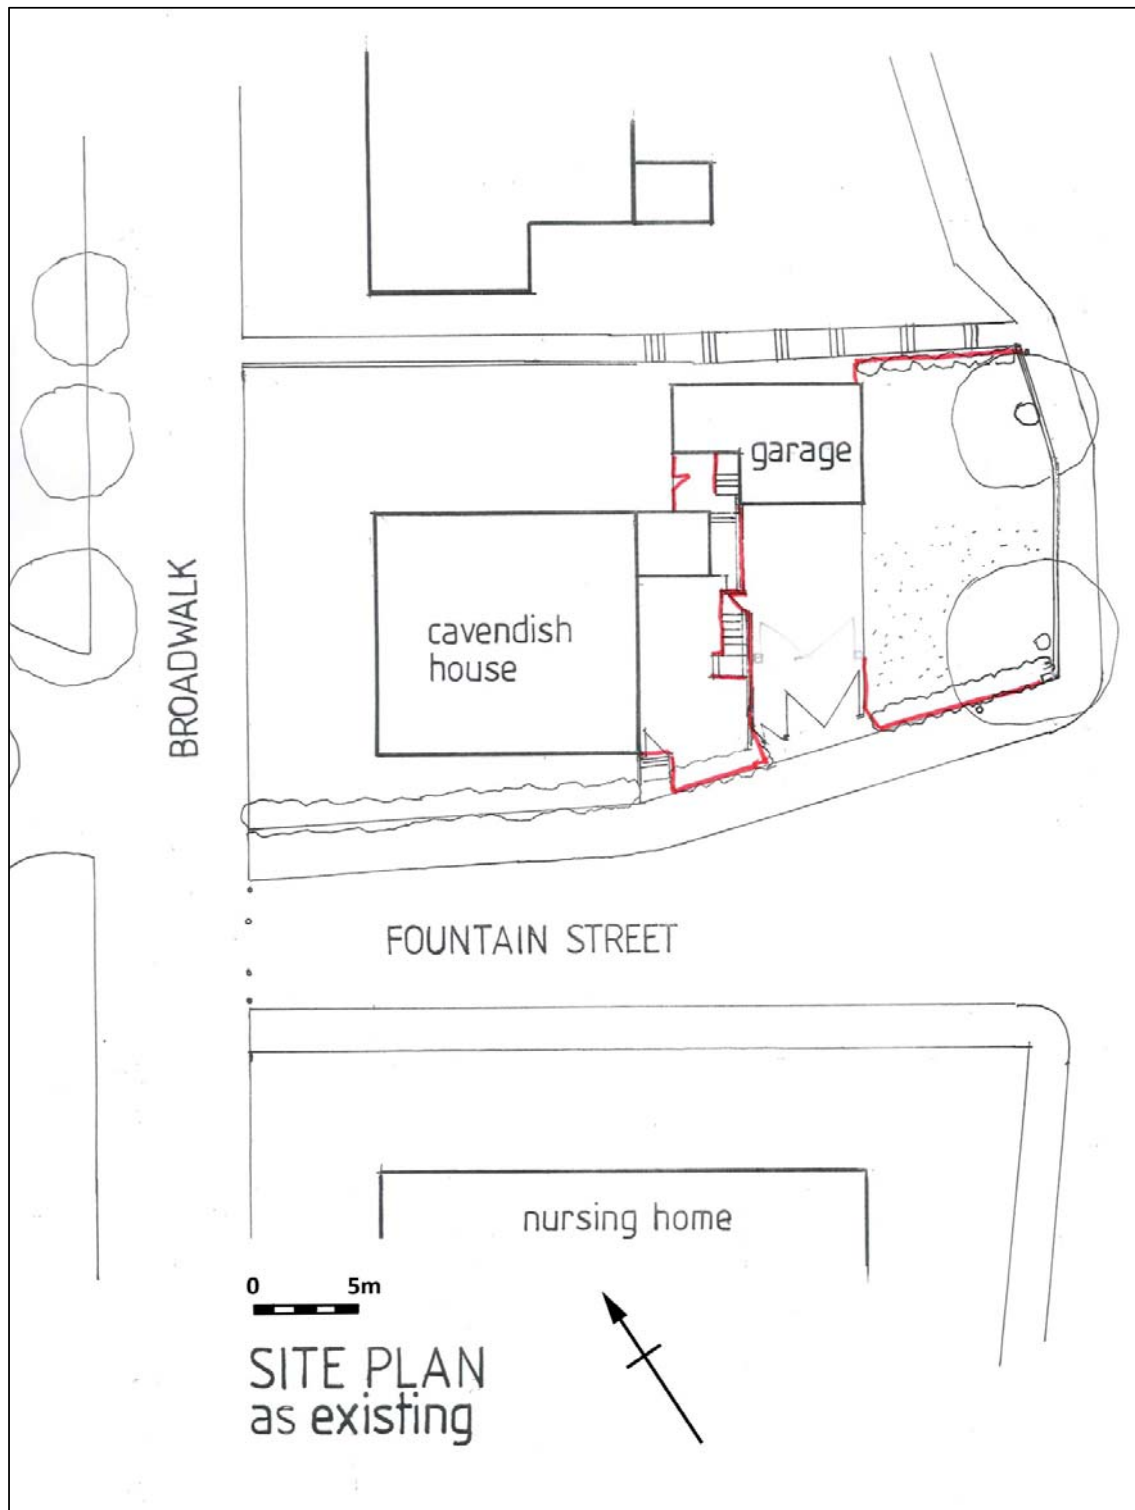 garage
cavendish
house
BROADWALK
FOUNTAIN STREET
nursing home
0 5m
SITE PLAN
as existing